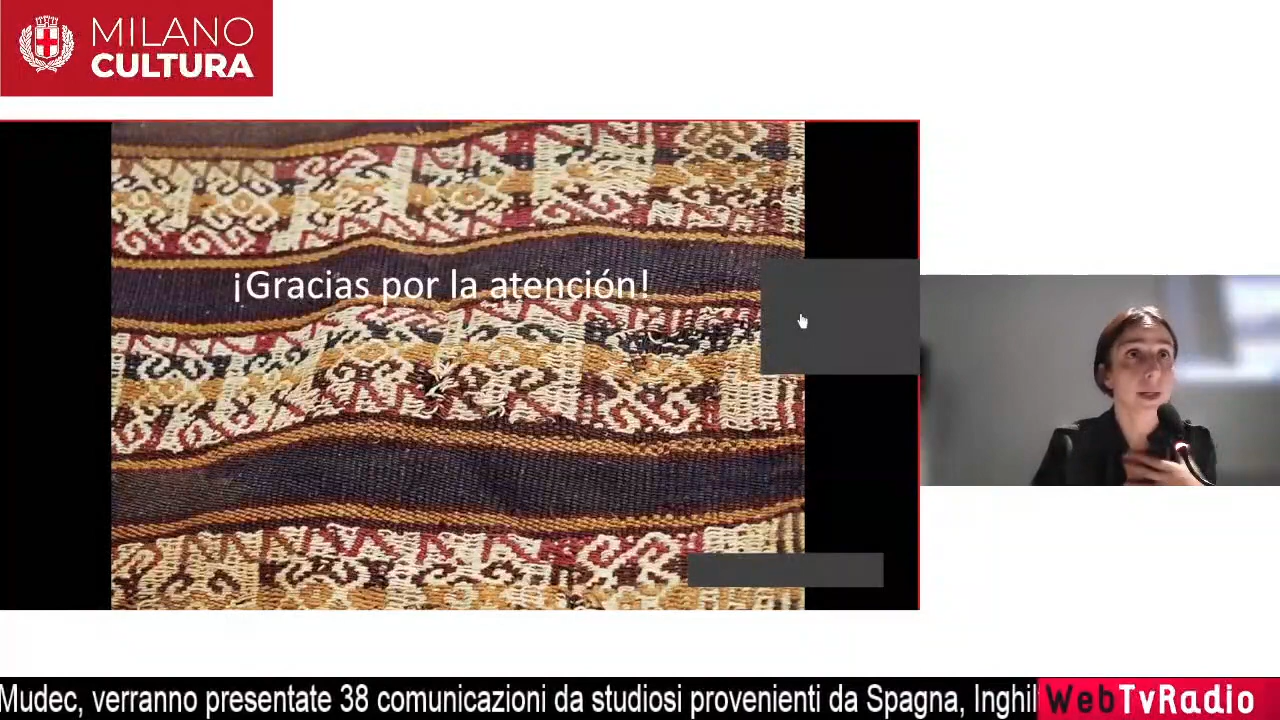 MILANO
CULTURA
¡Gracias por la atención!
Mudec, verranno presentate 38 comunicazioni da studiosi provenienti da Spagna, Inghil
WebTvRadio